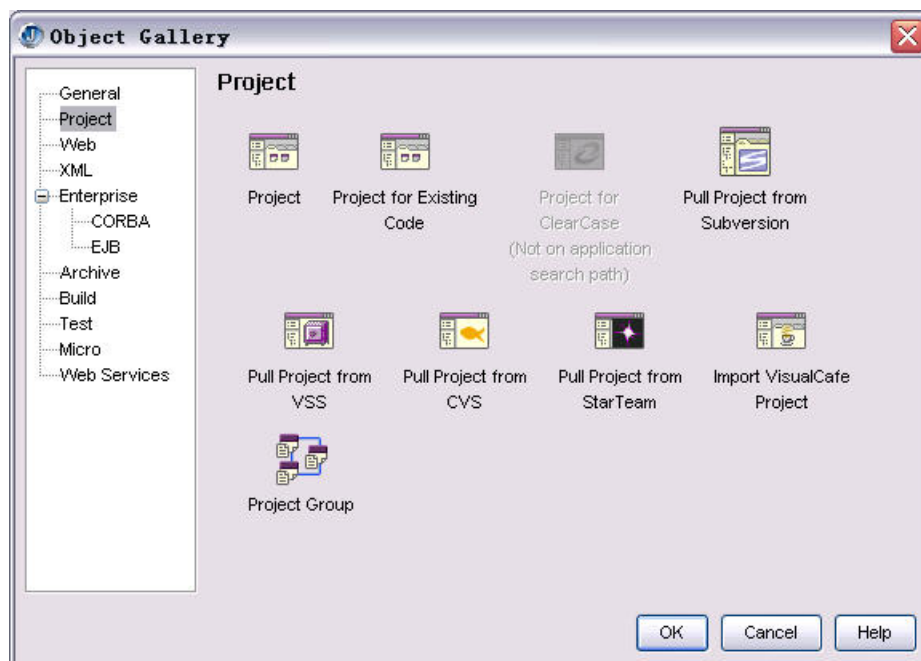 Object Gallery
General
Project
Web
XML
Enterprise
CORBA
EJB
Archive
Build
Test
Micro
Web Services
Project
Project
Project for Existing
Code
Project for
ClearCase
(Not on application
search path)
Pull Project from
Subversion
Pull Project from
VSS
Pull Project from
CVS
Pull Project from
StarTeam
Import VisualCafe
Project
Project Group
OK
Cancel
Help